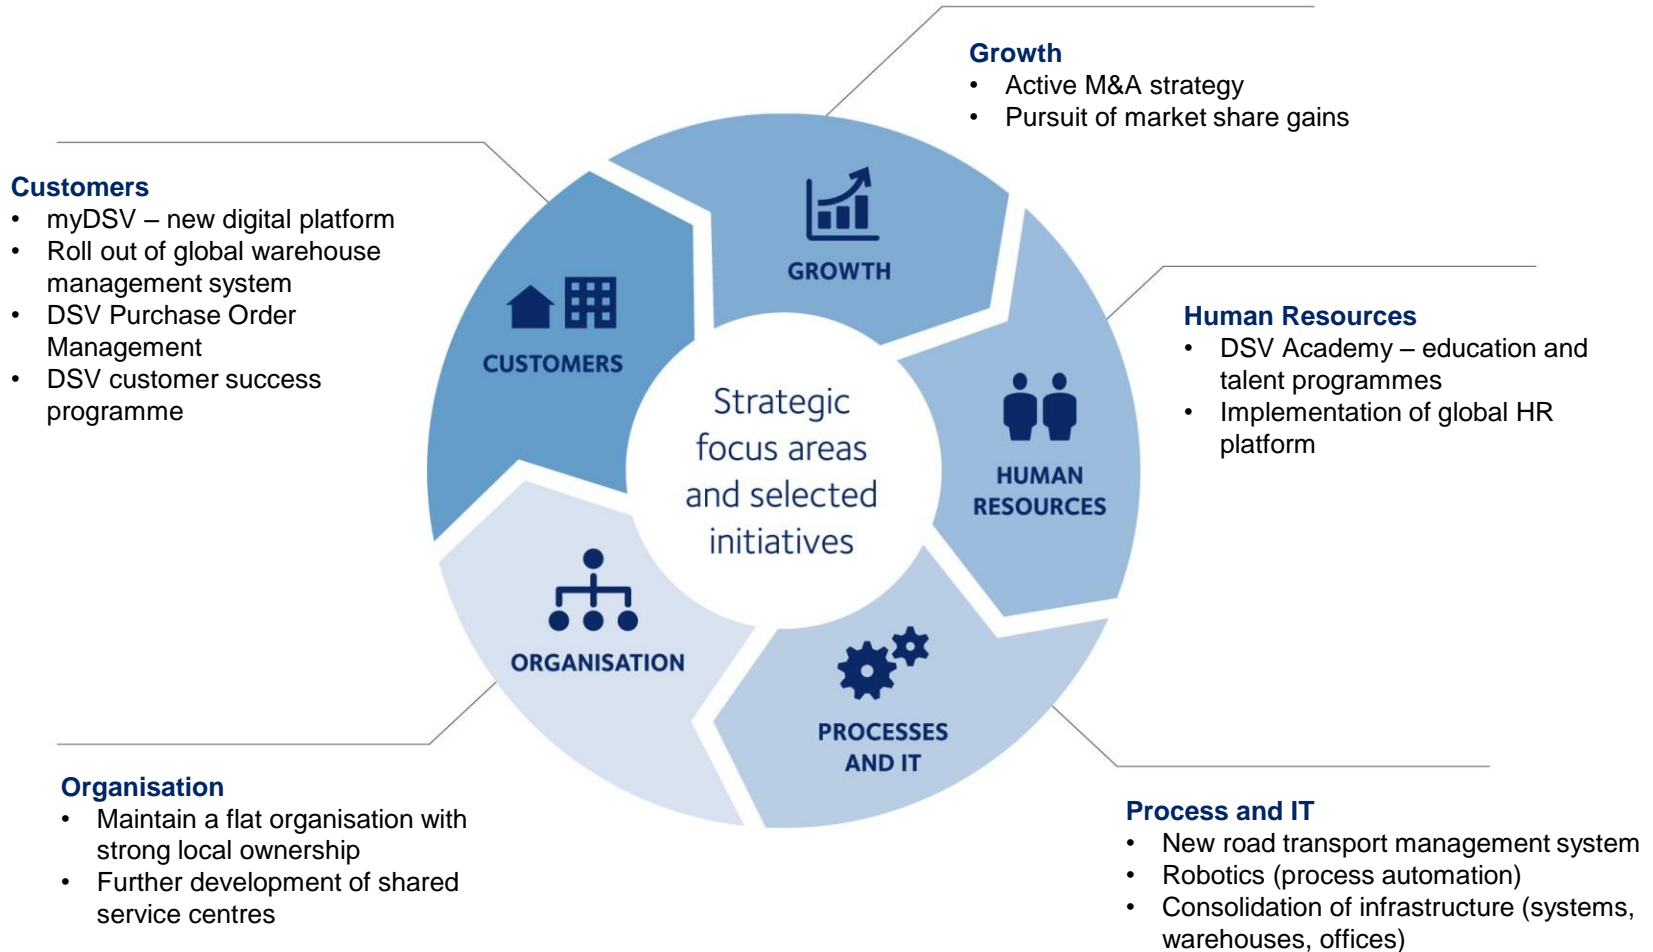 Growth
• Active M&A strategy
• Pursuit of market share gains
Customers
• myDSV – new digital platform
• Roll out of global warehouse
management system
• DSV Purchase Order
Management
• DSV customer success
programme
GROWTH
CUSTOMERS
Human Resources
• DSV Academy – education and
talent programmes
• Implementation of global HR
platform
HUMAN
RESOURCES
Strategic
focus areas
and selected
initiatives
ORGANISATION
PROCESSES
AND IT
Organisation
• Maintain a flat organisation with
strong local ownership
• Further development of shared
service centres
Process and IT
• New road transport management system
• Robotics (process automation)
• Consolidation of infrastructure (systems,
warehouses, offices)